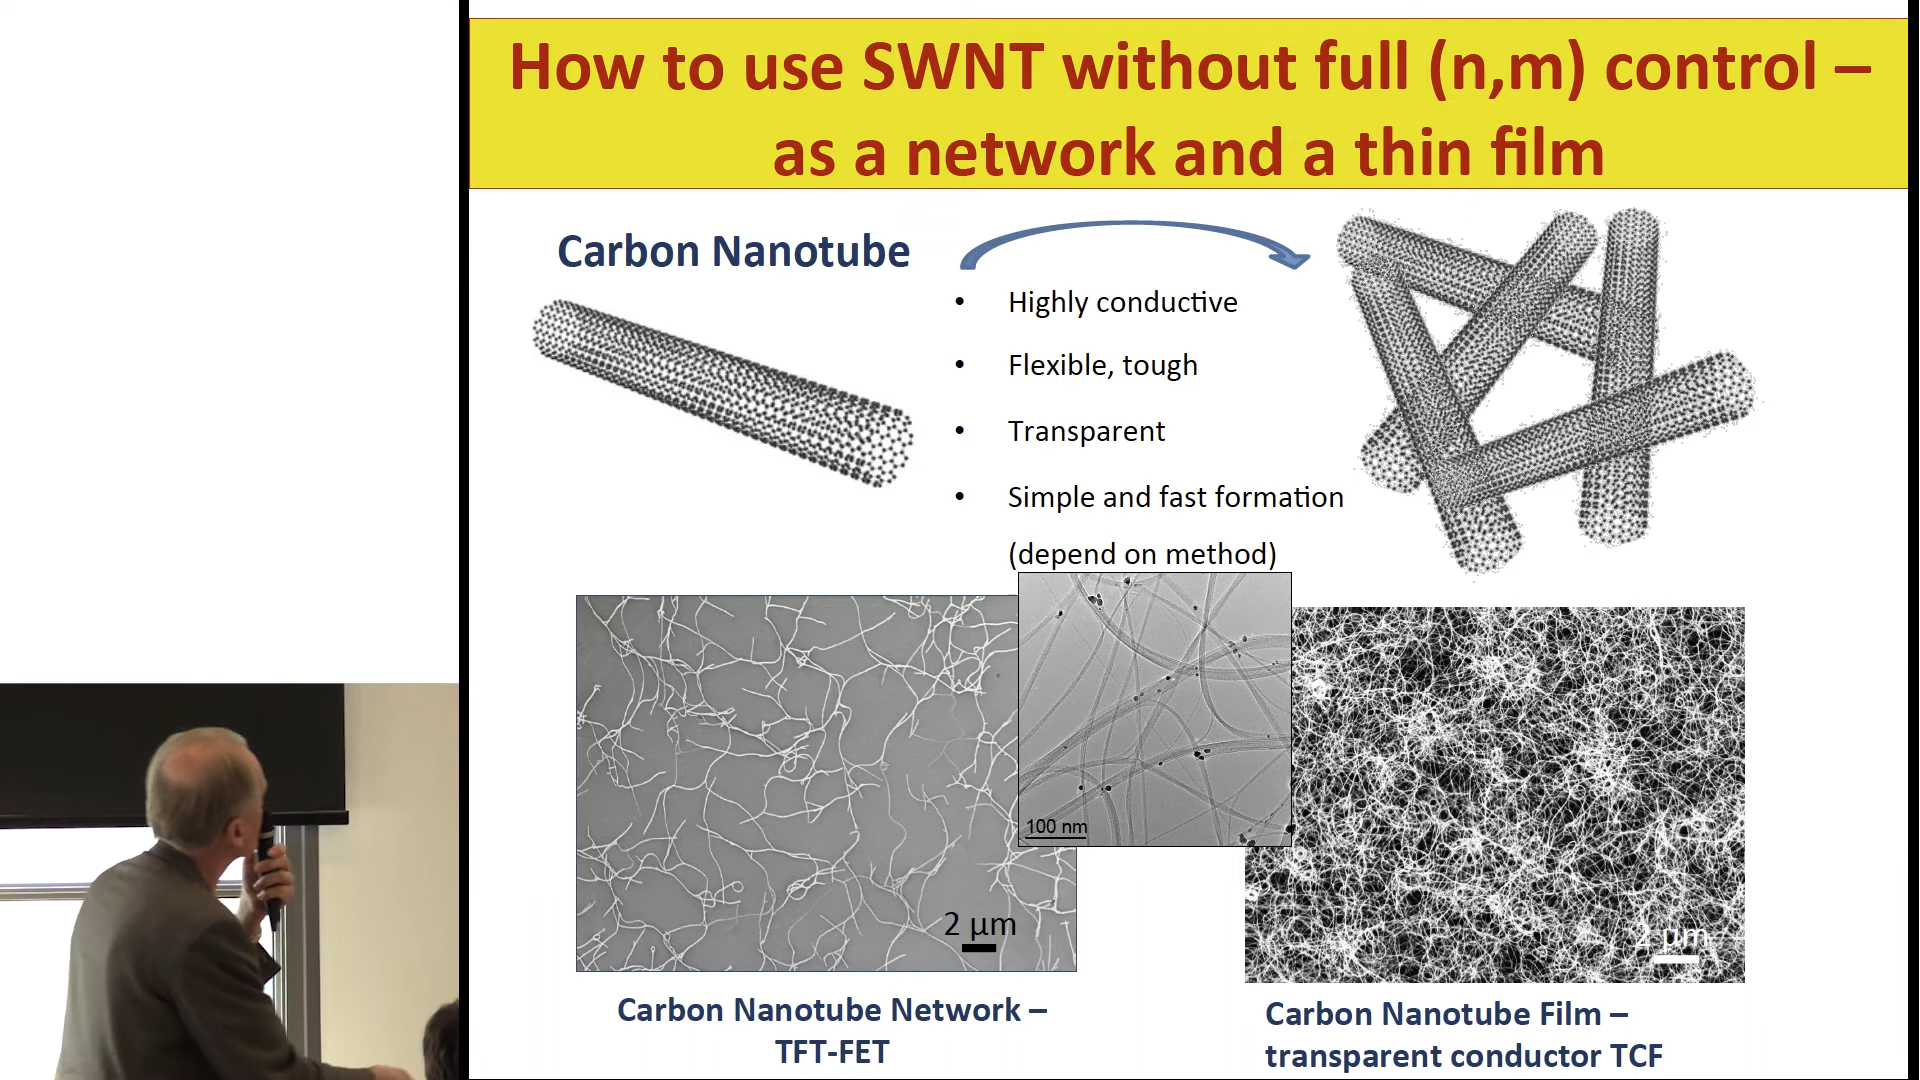 How to use SWNT without full (n,m) control –
as a network and a thin film
Carbon Nanotube
• Highly conductive
• Flexible, tough
• Transparent
• Simple and fast formation
(depend on method)
100 nm
2 μm
2 μm
Carbon Nanotube Network –
TFT-FET
Carbon Nanotube Film –
transparent conductor TCF